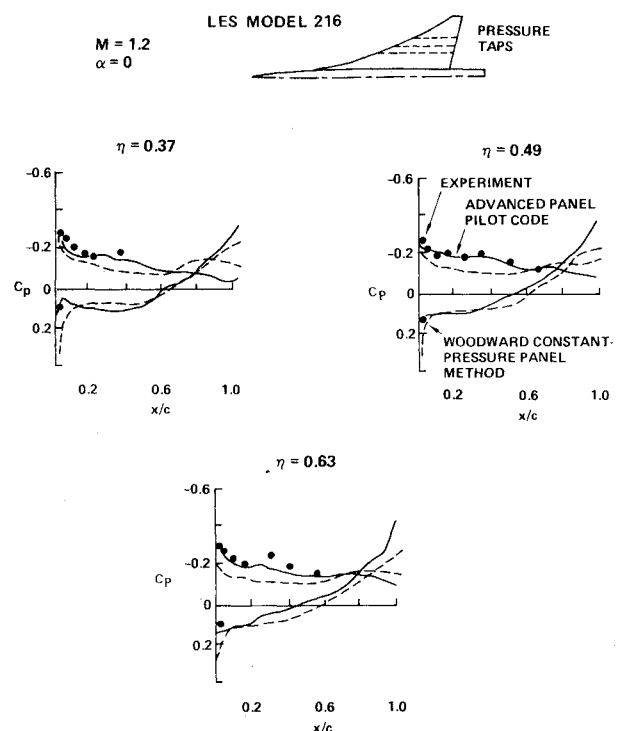 LES MODEL 216
M = 1.2
α = 0
PRESSURE
TAPS
η = 0.37
-0.6
-0.2
Cp
0
0.2
0.2
0.6
1.0
x/c
η = 0.49
-0.6
EXPERIMENT
ADVANCED PANEL
PILOT CODE
-0.2
Cp
0
0.2
WOODWARD CONSTANT-
PRESSURE PANEL
METHOD
0.2
0.6
1.0
x/c
η = 0.63
-0.6
-0.2
Cp
0
0.2
0.2
0.6
1.0
x/c